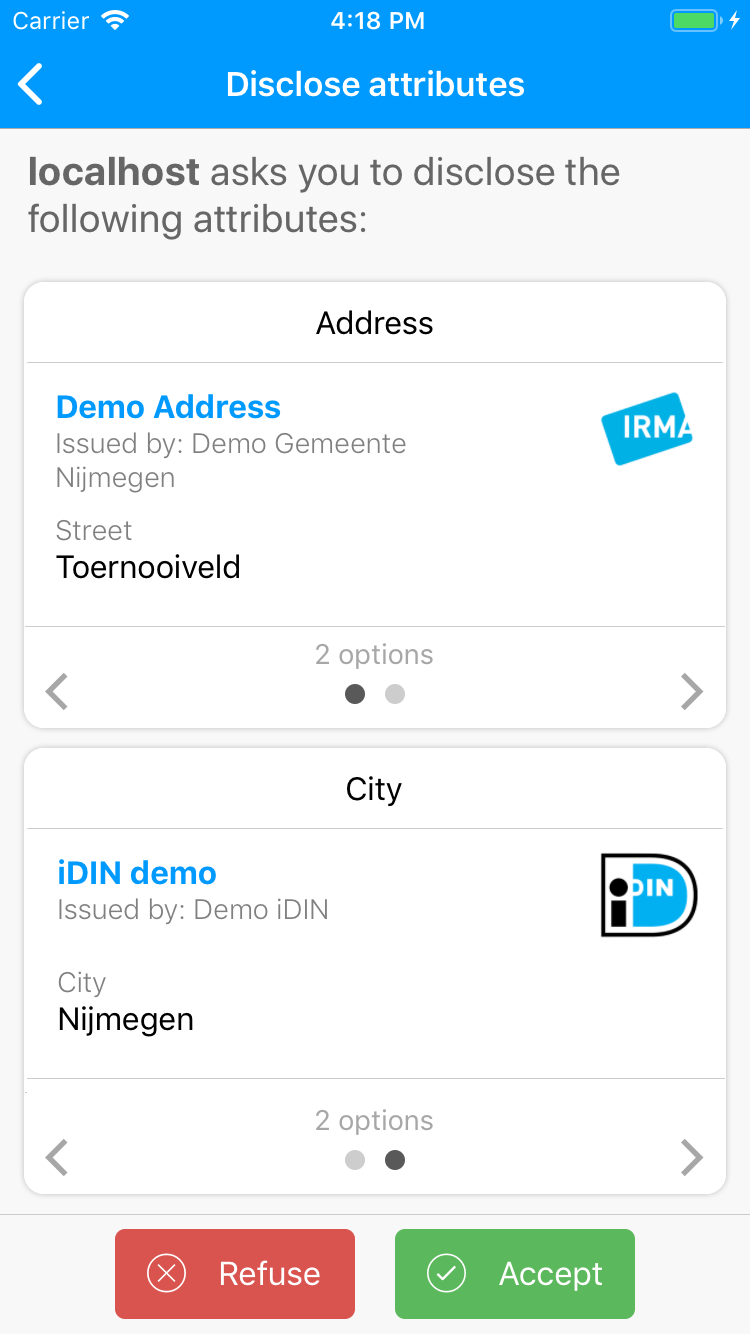 Carrier 4:18 PM
Disclose attributes
localhost asks you to disclose the
following attributes:
Address
Demo Address
Issued by: Demo Gemeente
Nijmegen
IRMA
Street
Toernooiveld
2 options
City
iDIN demo
Issued by: Demo iDIN
iDIN
City
Nijmegen
2 options
Refuse Accept